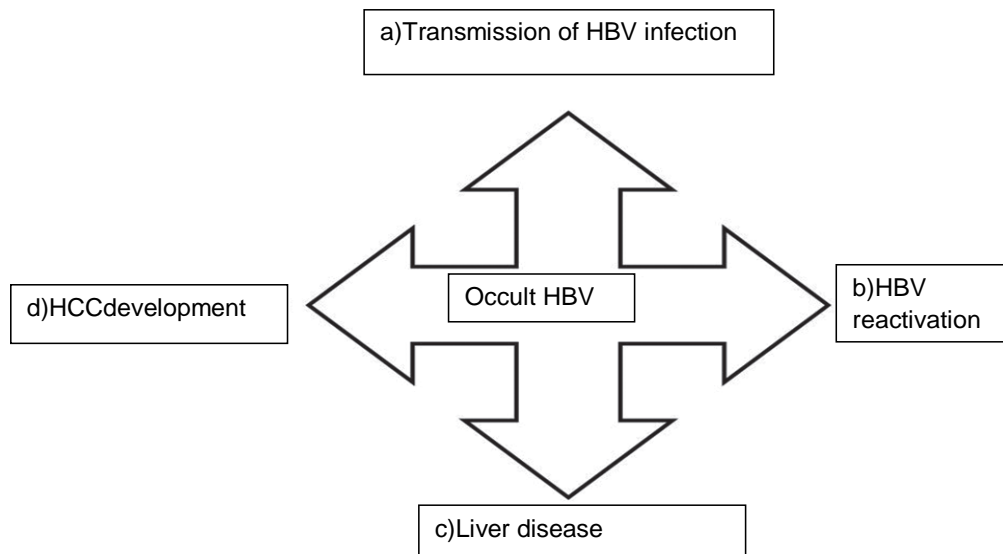 a)Transmission of HBV infection
Occult HBV
b)HBV
reactivation
d)HCCdevelopment
c)Liver disease